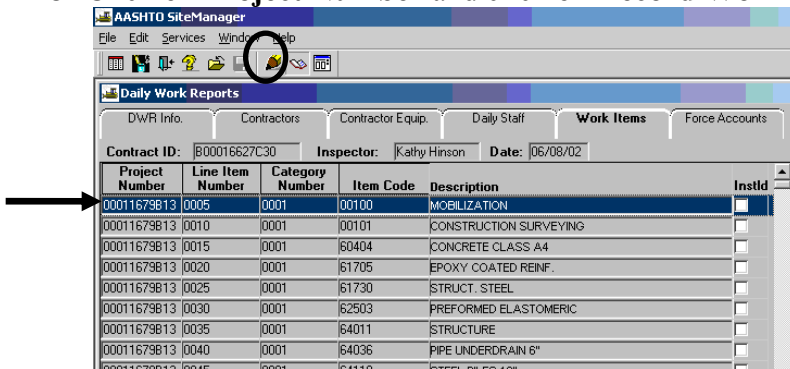 AASHTO SiteManager
File Edit Services Window Help
Daily Work Reports
DWR Info. Contractors Contractor Equip. Daily Staff Work Items Force Accounts
Contract ID: B00016627C30 Inspector: Kathy Hinson Date: 06/08/02
Project Number Line Item Number Category Number Item Code Description Instld
00011679B13 0005 0001 00100 MOBILIZATION
00011679B13 0010 0001 00101 CONSTRUCTION SURVEYING
00011679B13 0015 0001 60404 CONCRETE CLASS A4
00011679B13 0020 0001 61705 EPOXY COATED REINF.
00011679B13 0025 0001 61730 STRUCT. STEEL
00011679B13 0030 0001 62503 PREFORMED ELASTOMERIC
00011679B13 0035 0001 64011 STRUCTURE
00011679B13 0040 0001 64036 PIPE UNDERDRAIN 6"